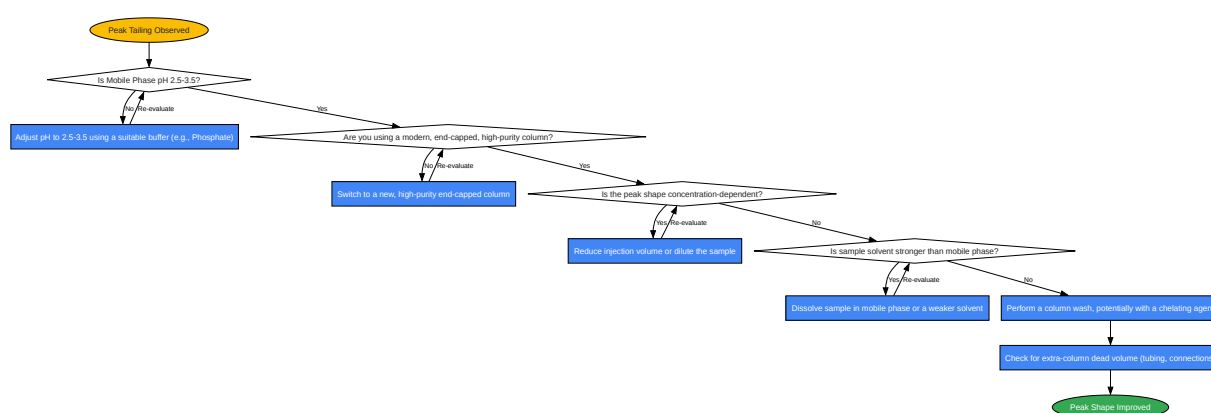 Peak Tailing Observed
Is Mobile Phase pH 2.5-3.5?
No Re-evaluate
Yes
Adjust pH to 2.5-3.5 using a suitable buffer (e.g., Phosphate)
Are you using a modern, end-capped, high-purity column?
No Re-evaluate
Yes
Switch to a new, high-purity end-capped column
Is the peak shape concentration-dependent?
Yes Re-evaluate
No
Reduce injection volume or dilute the sample
Is sample solvent stronger than mobile phase?
Yes Re-evaluate
No
Dissolve sample in mobile phase or a weaker solvent
Perform a column wash, potentially with a chelating agen
Check for extra-column dead volume (tubing, connections
Peak Shape Improved